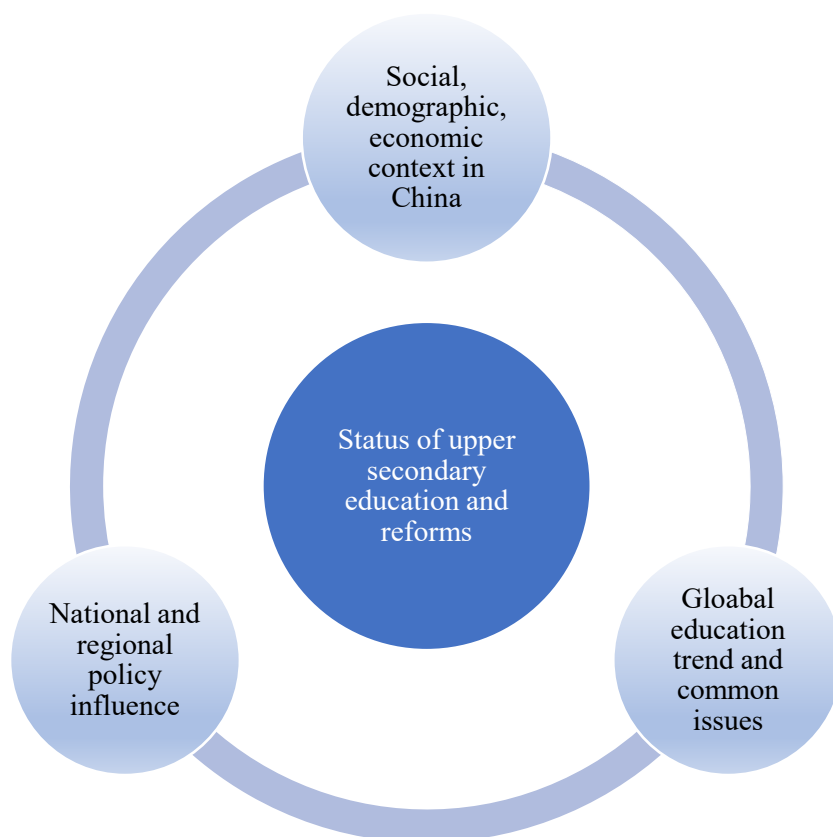 Social,
demographic,
economic
context in
China
Status of upper
secondary
education and
reforms
National and
regional
policy
influence
Gloabal
education
trend and
common
issues